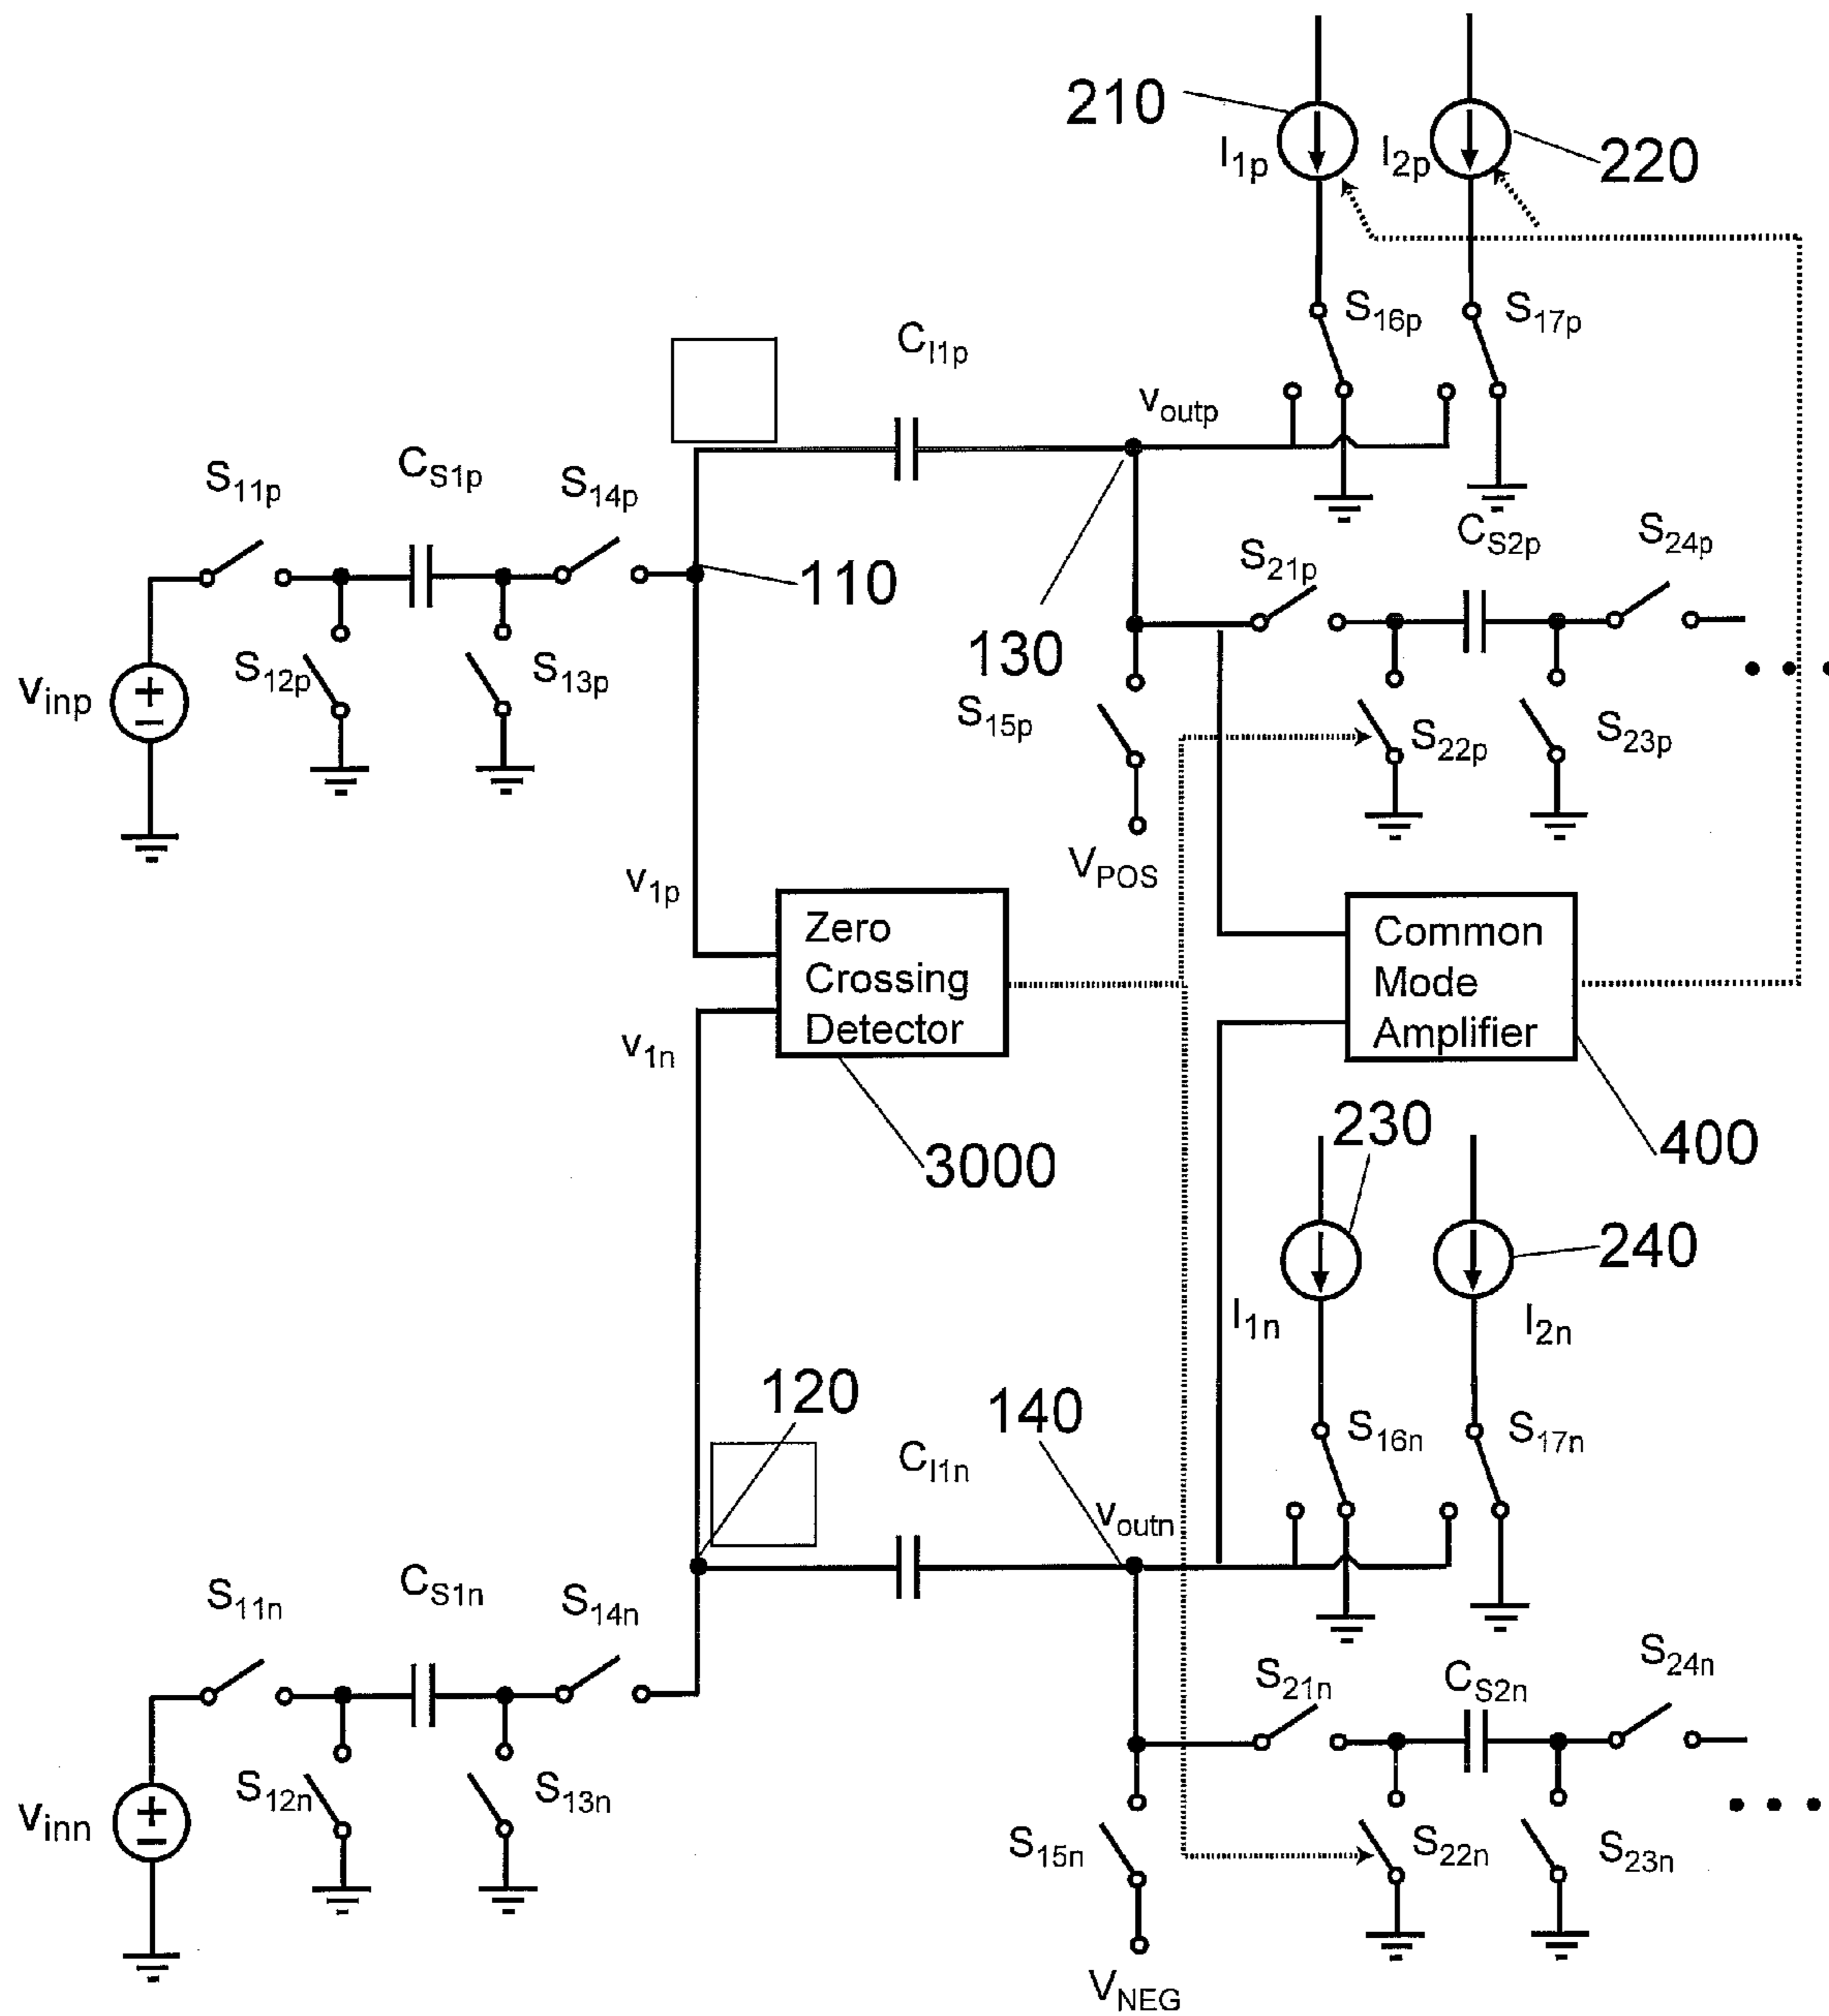 210
I1p
I2p
220
S16p
S17p
CI1p
voutp
S11p
CS1p
S14p
CS2p
S24p
S21p
110
130
S12p
S13p
vinp
S15p
S22p
S23p
• • •
VPOS
v1p
Zero
Crossing
Detector
Common
Mode
Amplifier
v1n
3000
230
400
240
I1n
I2n
120
140
S16n
S17n
CI1n
voutn
S11n
CS1n
S14n
S21n
CS2n
S24n
S12n
S13n
vinn
S15n
S22n
S23n
• • •
VNEG